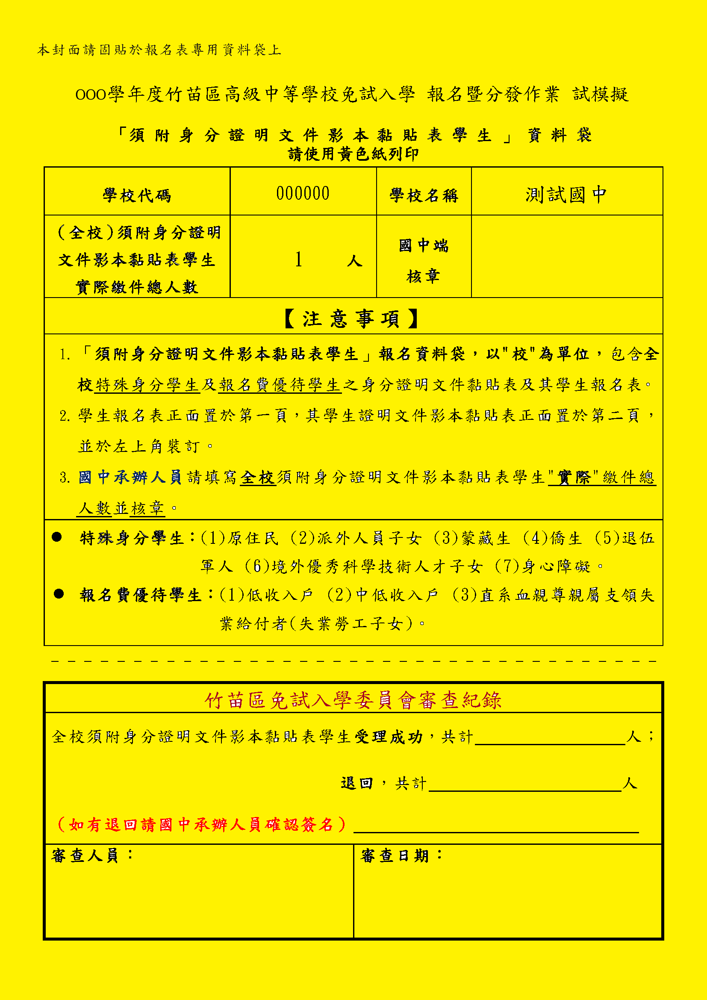 本封面請固貼於報名表專用資料袋上
OOO學年度竹苗區高級中等學校免試入學 報名暨分發作業 試模擬
「須附身分證明文件影本黏貼表學生」資料袋
請使用黃色紙列印
學校代碼 000000 學校名稱 測試國中
(全校)須附身分證明
文件影本黏貼表學生
實際繳件總人數
1 人
國中端
核章
【注意事項】
1. 「須附身分證明文件影本黏貼表學生」報名資料袋,以"校"為單位,包含全
校特殊身分學生及報名費優待學生之身分證明文件黏貼表及其學生報名表。
2. 學生報名表正面置於第一頁,其學生證明文件影本黏貼表正面置於第二頁,
並於左上角裝訂。
3. 國中承辦人員請填寫全校須附身分證明文件影本黏貼表學生"實際"繳件總
人數並核章。
● 特殊身分學生:(1)原住民 (2)派外人員子女 (3)蒙藏生 (4)僑生 (5)退伍
軍人 (6)境外優秀科學技術人才子女 (7)身心障礙。
● 報名費優待學生:(1)低收入戶 (2)中低收入戶 (3)直系血親尊親屬支領失
業給付者(失業勞工子女)。
竹苗區免試入學委員會審查紀錄
全校須附身分證明文件影本黏貼表學生受理成功,共計 人;
退回,共計 人
(如有退回請國中承辦人員確認簽名)
審查人員: 審查日期: